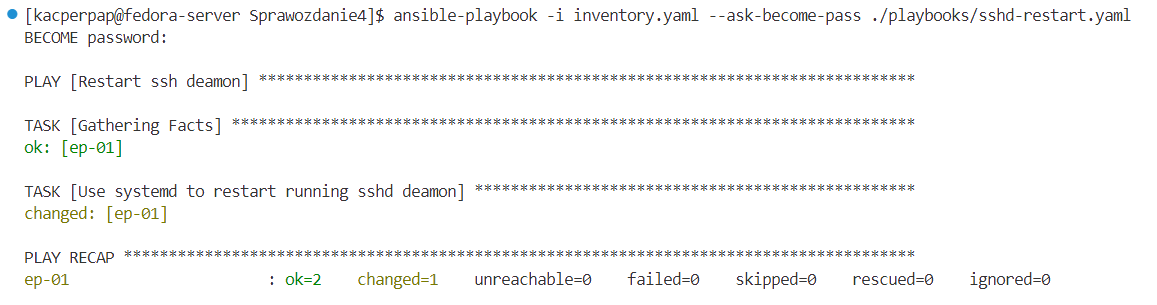 [kacperpap@fedora-server Sprawozdanie4]$ ansible-playbook -i inventory.yaml --ask-become-pass ./playbooks/sshd-restart.yaml
BECOME password:
PLAY [Restart ssh deamon] *************************************************************************
TASK [Gathering Facts] ****************************************************************************
ok: [ep-01]
TASK [Use systemd to restart running sshd deamon] *************************************************
changed: [ep-01]
PLAY RECAP ****************************************************************************************
ep-01 : ok=2 changed=1 unreachable=0 failed=0 skipped=0 rescued=0 ignored=0